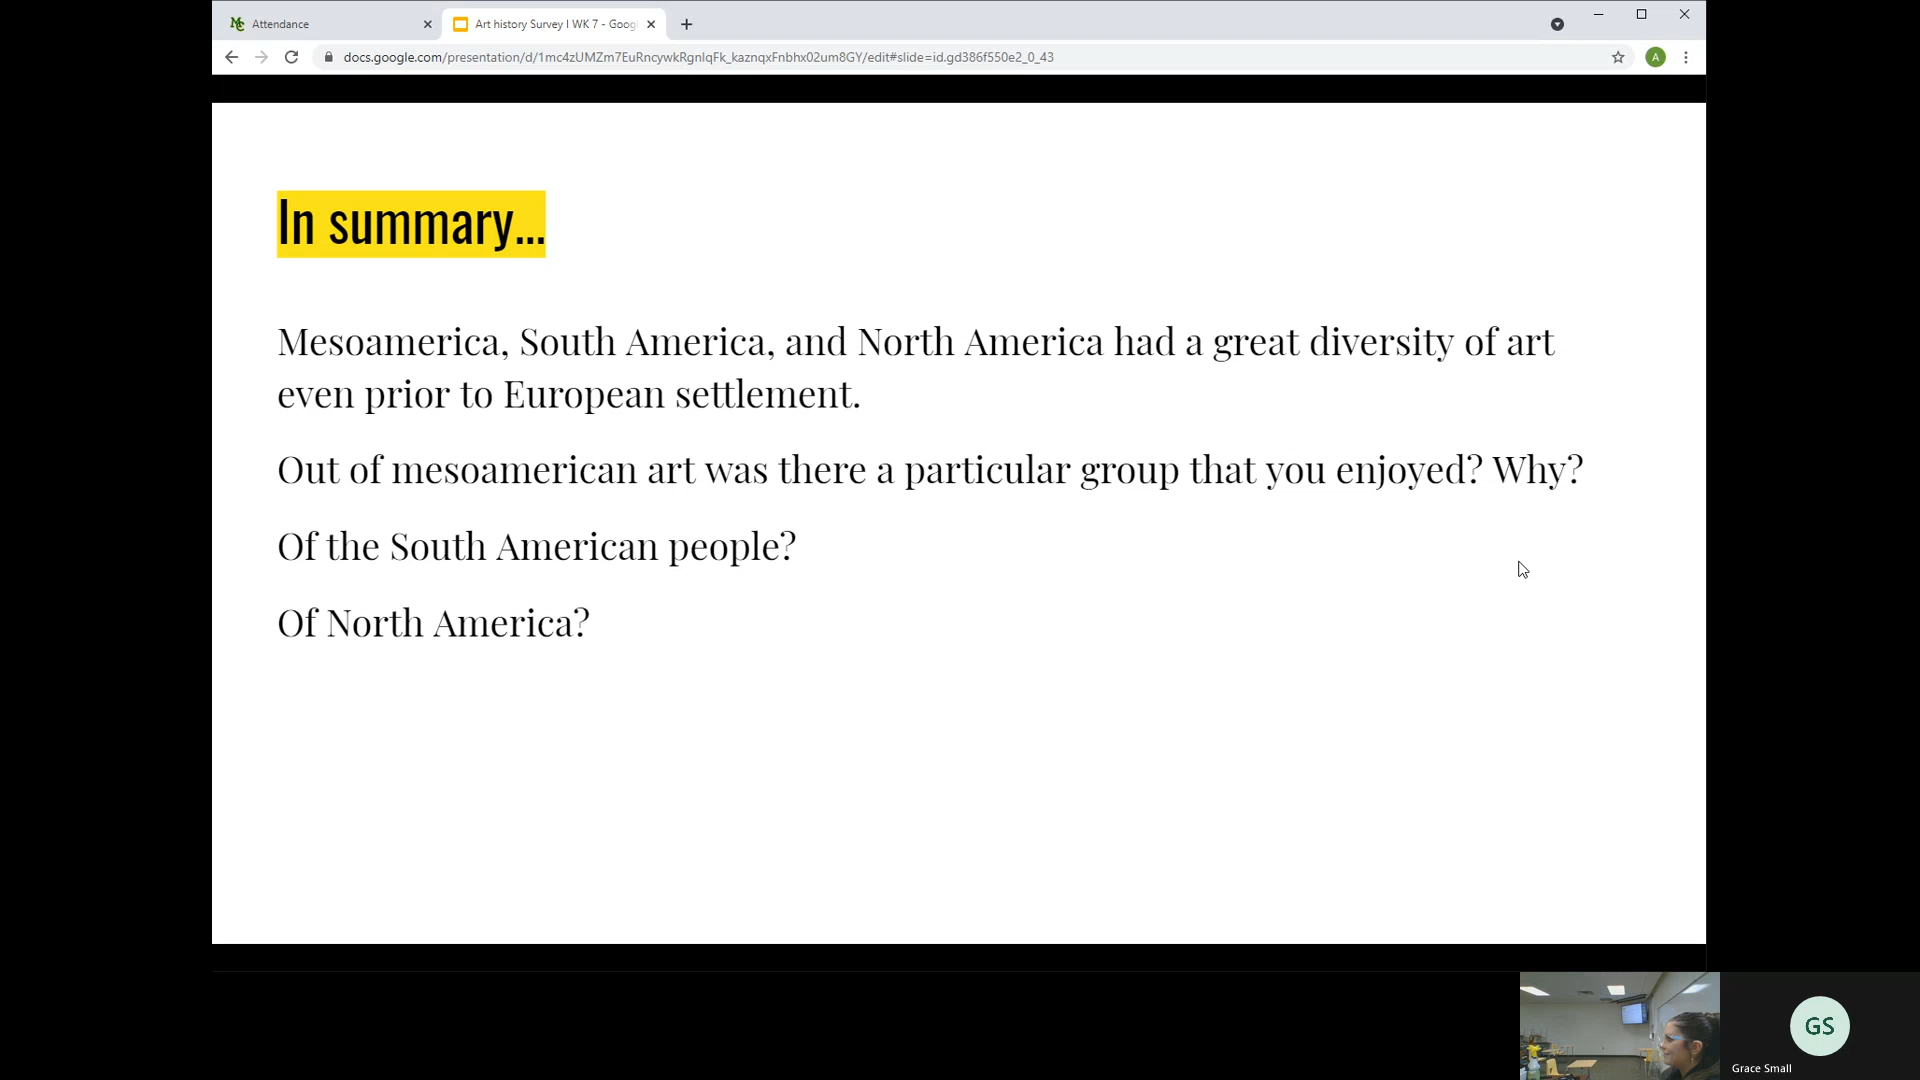 Attendance
Art history Survey I WK 7 - Goog
docs.google.com/presentation/d/1mc4zUMZm7EuRncywkRgnlqFk_kaznqxFnbhx02um8GY/edit#slide=id.gd386f550e2_0_43
A
In summary...
Mesoamerica, South America, and North America had a great diversity of art
even prior to European settlement.
Out of mesoamerican art was there a particular group that you enjoyed? Why?
Of the South American people?
Of North America?
GS
Grace Small